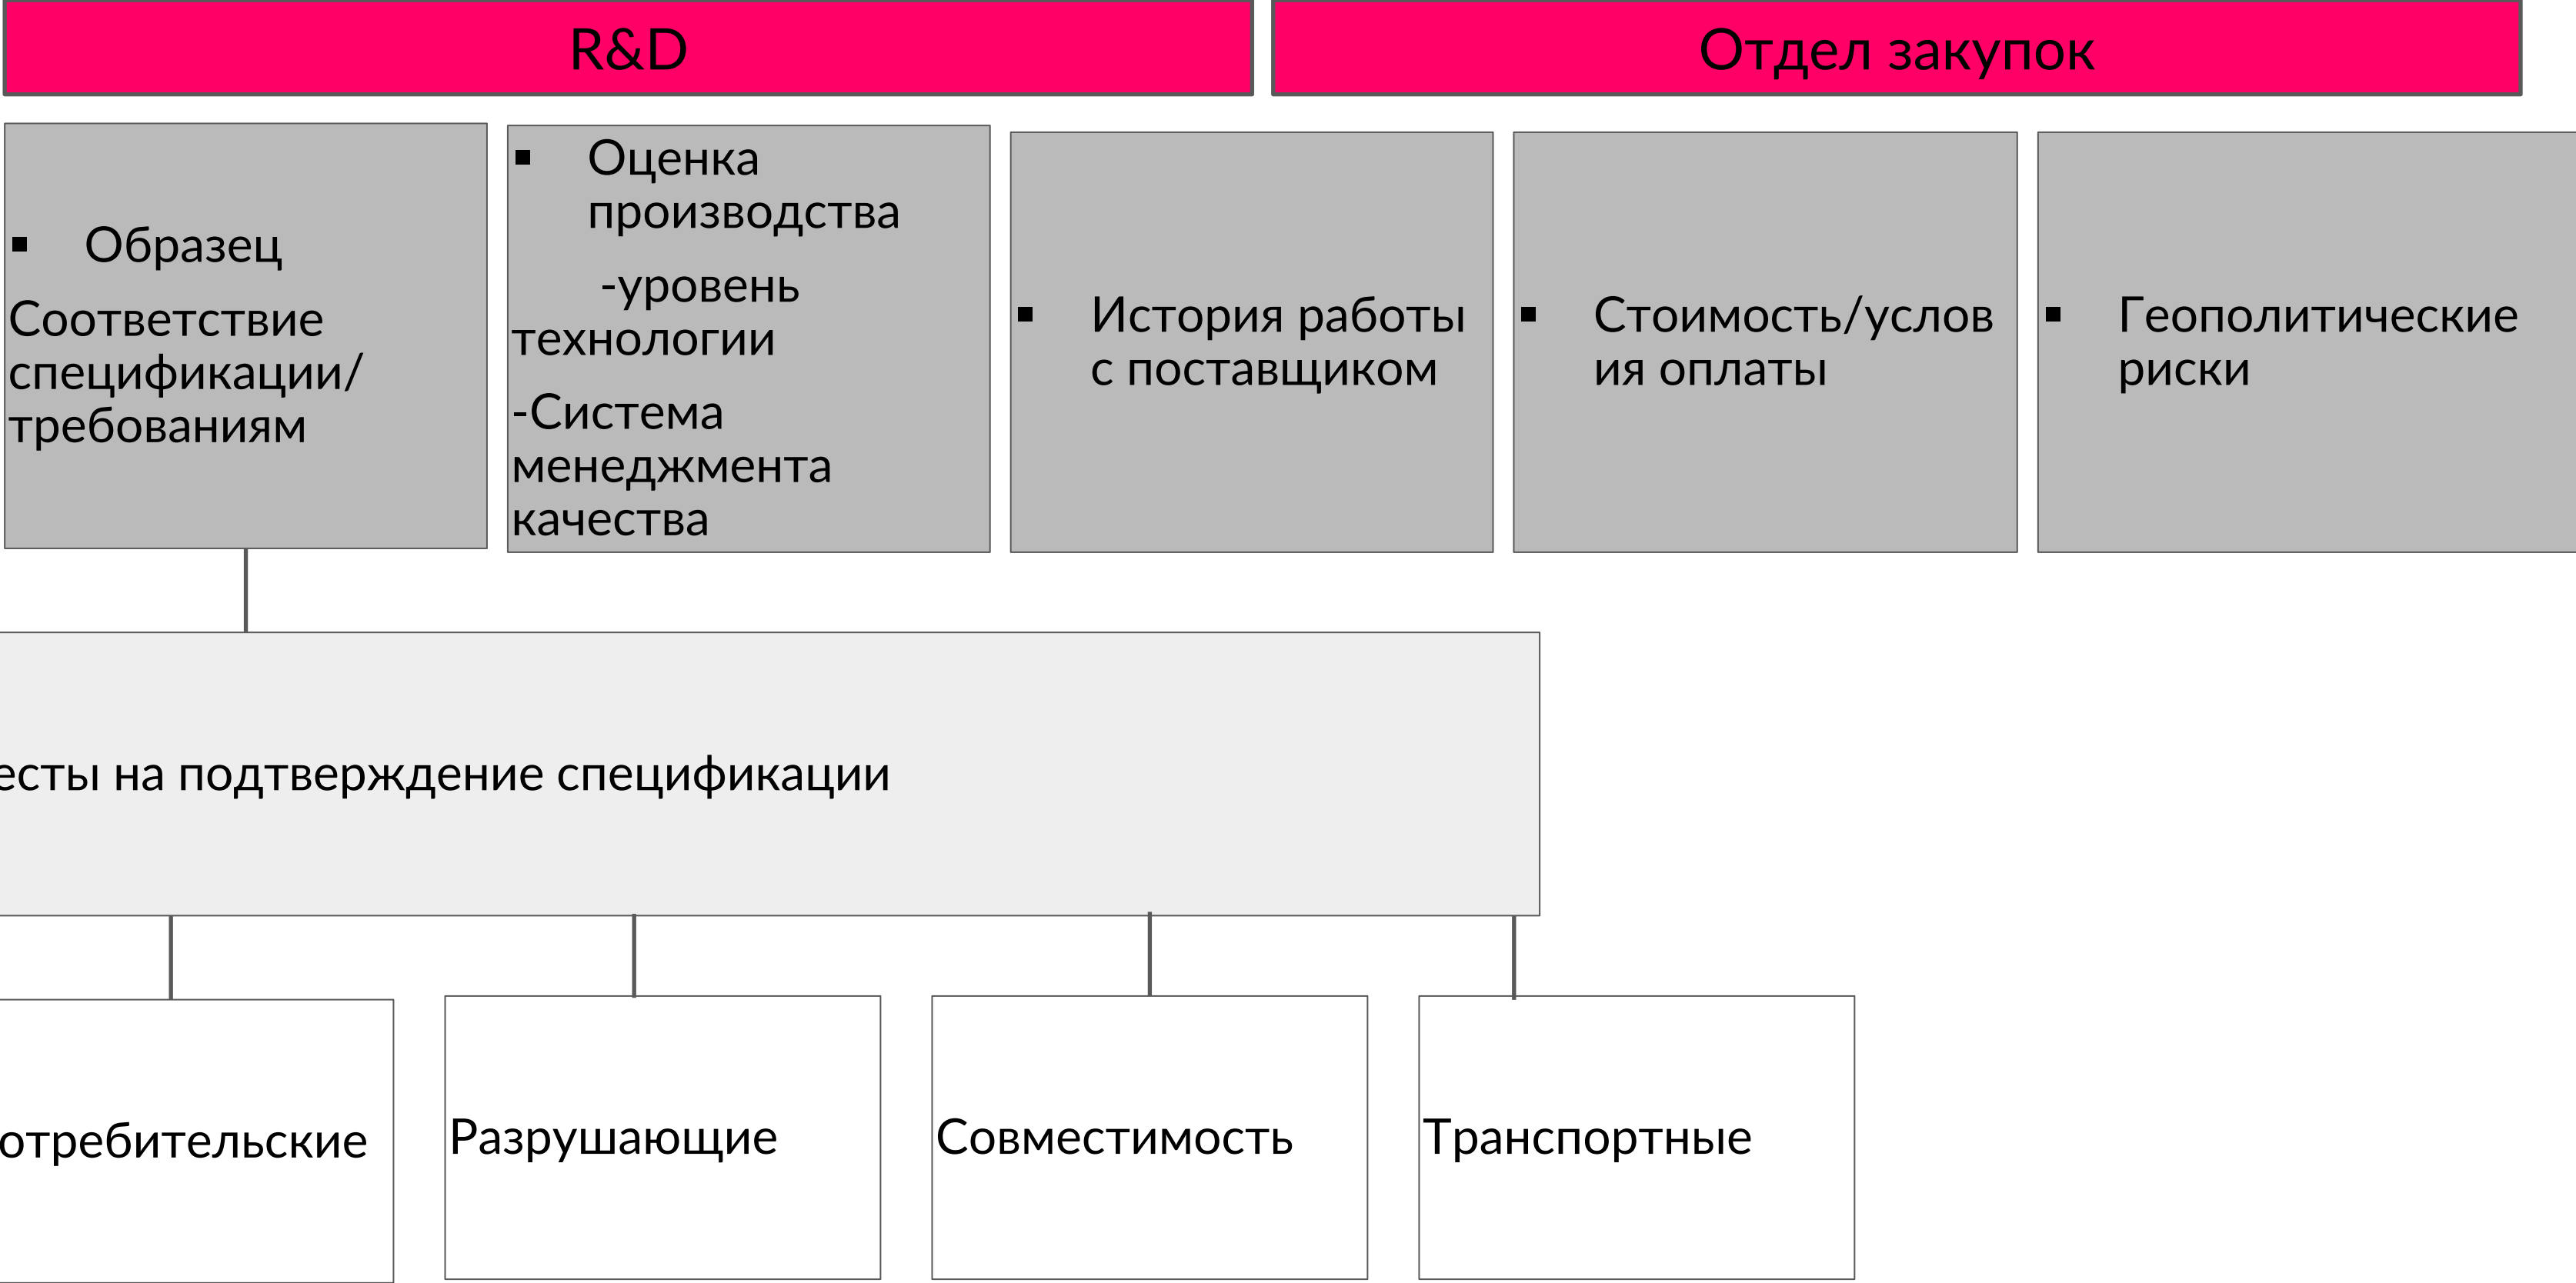 R&D
Отдел закупок
▪ Образец
Соответствие
спецификации/
требованиям
▪ Оценка
производства
-уровень
технологии
-Система
менеджмента
качества
▪ История работы
с поставщиком
▪ Стоимость/услов
ия оплаты
▪ Геополитические
риски
есты на подтверждение спецификации
отребительские
Разрушающие
Совместимость
Транспортные